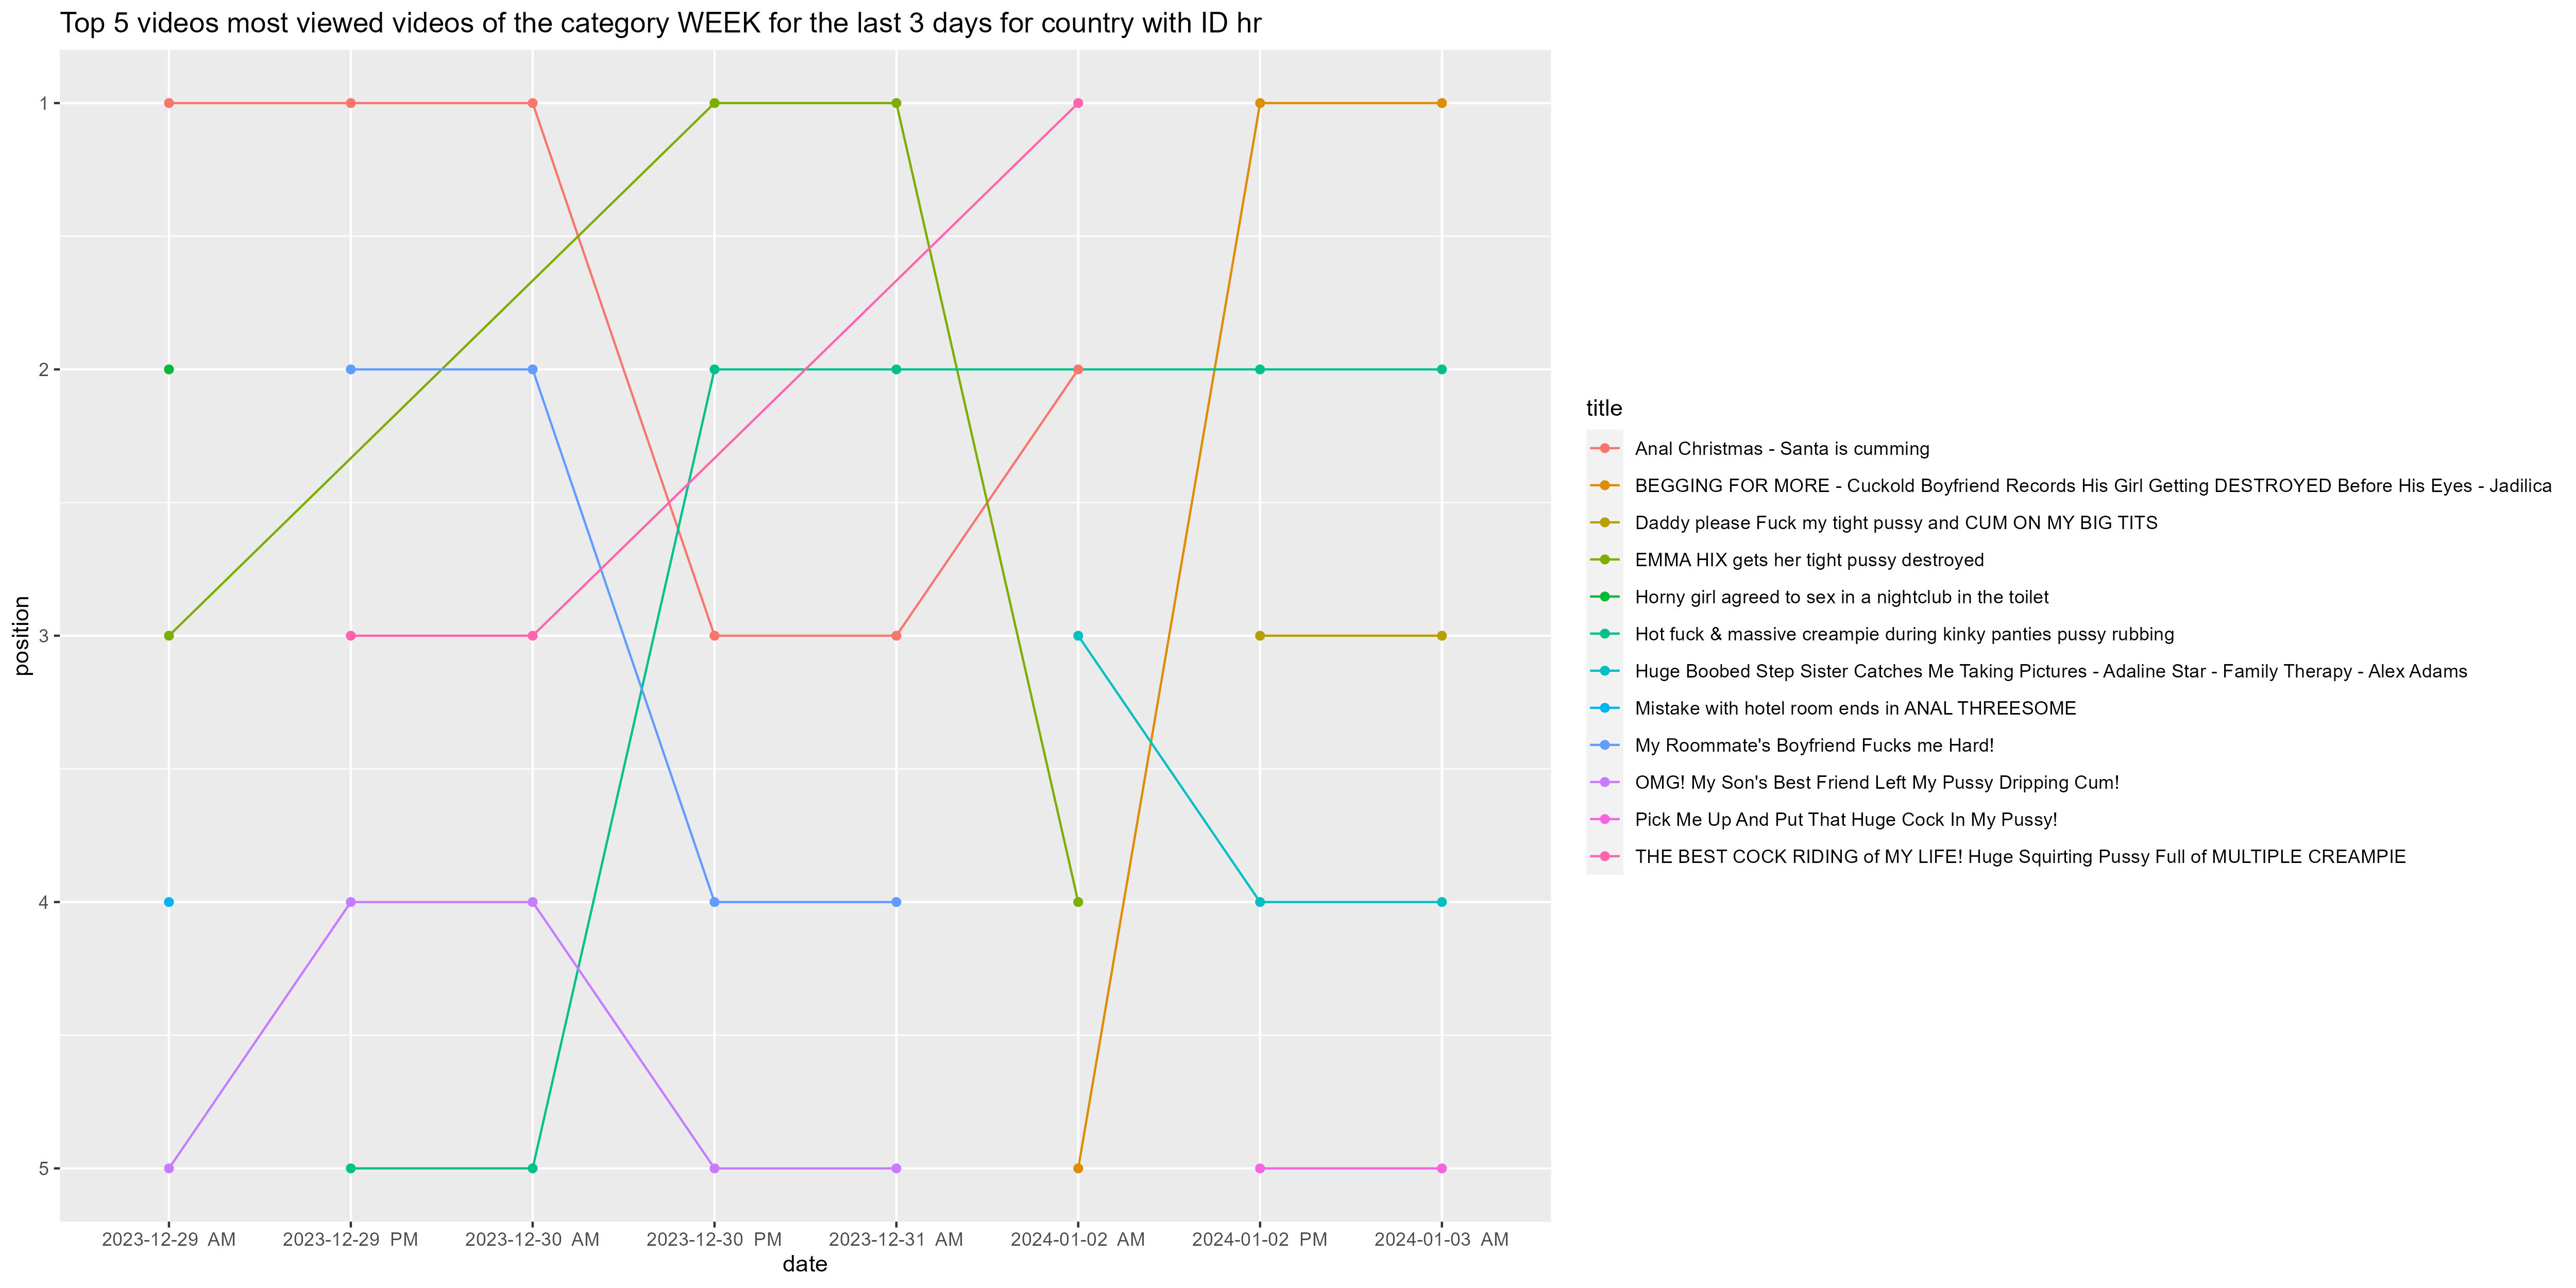 Top 5 videos most viewed videos of the category WEEK for the last 3 days for country with ID hr
position
1
2
3
4
5
2023-12-29 AM
2023-12-29 PM
2023-12-30 AM
2023-12-30 PM
2023-12-31 AM
2024-01-02 AM
2024-01-02 PM
2024-01-03 AM
date
title
Anal Christmas - Santa is cumming
BEGGING FOR MORE - Cuckold Boyfriend Records His Girl Getting DESTROYED Before His Eyes - Jadilica
Daddy please Fuck my tight pussy and CUM ON MY BIG TITS
EMMA HIX gets her tight pussy destroyed
Horny girl agreed to sex in a nightclub in the toilet
Hot fuck & massive creampie during kinky panties pussy rubbing
Huge Boobed Step Sister Catches Me Taking Pictures - Adaline Star - Family Therapy - Alex Adams
Mistake with hotel room ends in ANAL THREESOME
My Roommate's Boyfriend Fucks me Hard!
OMG! My Son's Best Friend Left My Pussy Dripping Cum!
Pick Me Up And Put That Huge Cock In My Pussy!
THE BEST COCK RIDING of MY LIFE! Huge Squirting Pussy Full of MULTIPLE CREAMPIE